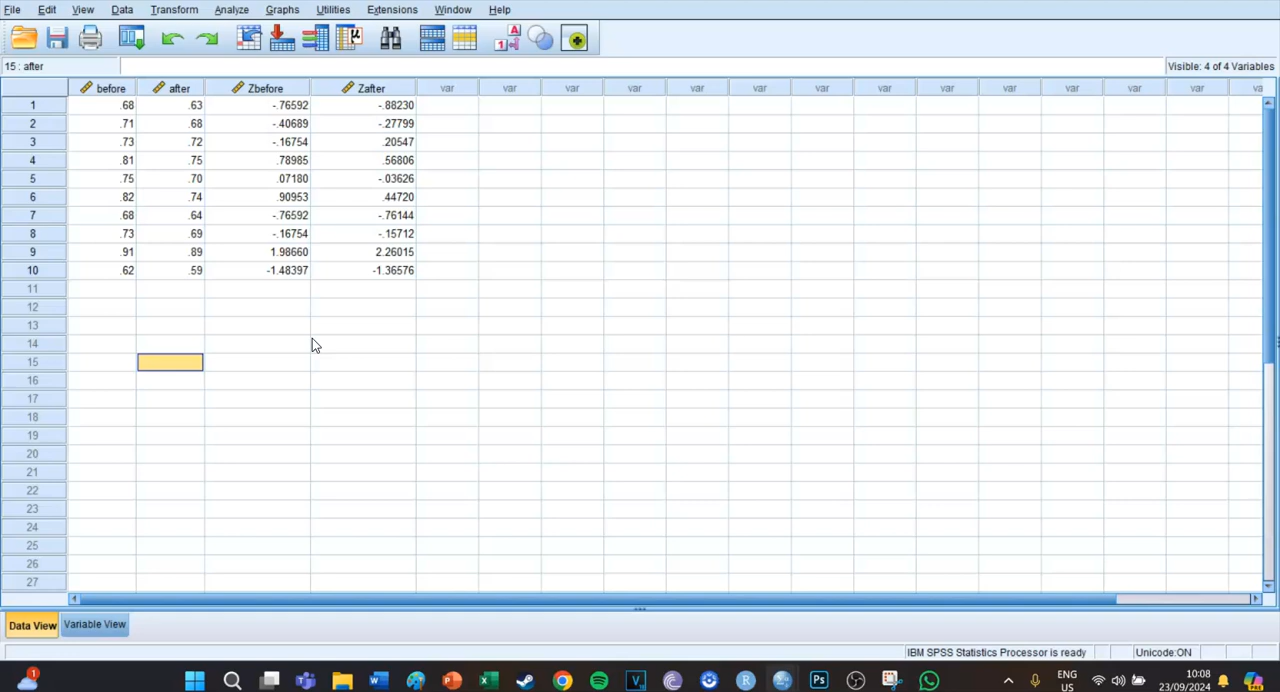 File Edit View Data Transform Analyze Graphs Utilities Extensions Window Help
15 : after Visible: 4 of 4 Variables
before after Zbefore Zafter var var var var var var var var var var var var var va
1 .68 .63 -.76592 -.88230
2 .71 .68 -.40689 -.27799
3 .73 .72 -.16754 .20547
4 .81 .75 .78985 .56806
5 .75 .70 .07180 -.03626
6 .82 .74 .90953 .44720
7 .68 .64 -.76592 -.76144
8 .73 .69 -.16754 -.15712
9 .91 .89 1.98660 2.26015
10 .62 .59 -1.48397 -1.36576
11
12
13
14
15
16
17
18
19
20
21
22
23
24
25
26
27
Data View Variable View
IBM SPSS Statistics Processor is ready Unicode:ON
ENG 10:08
US 23/09/2024